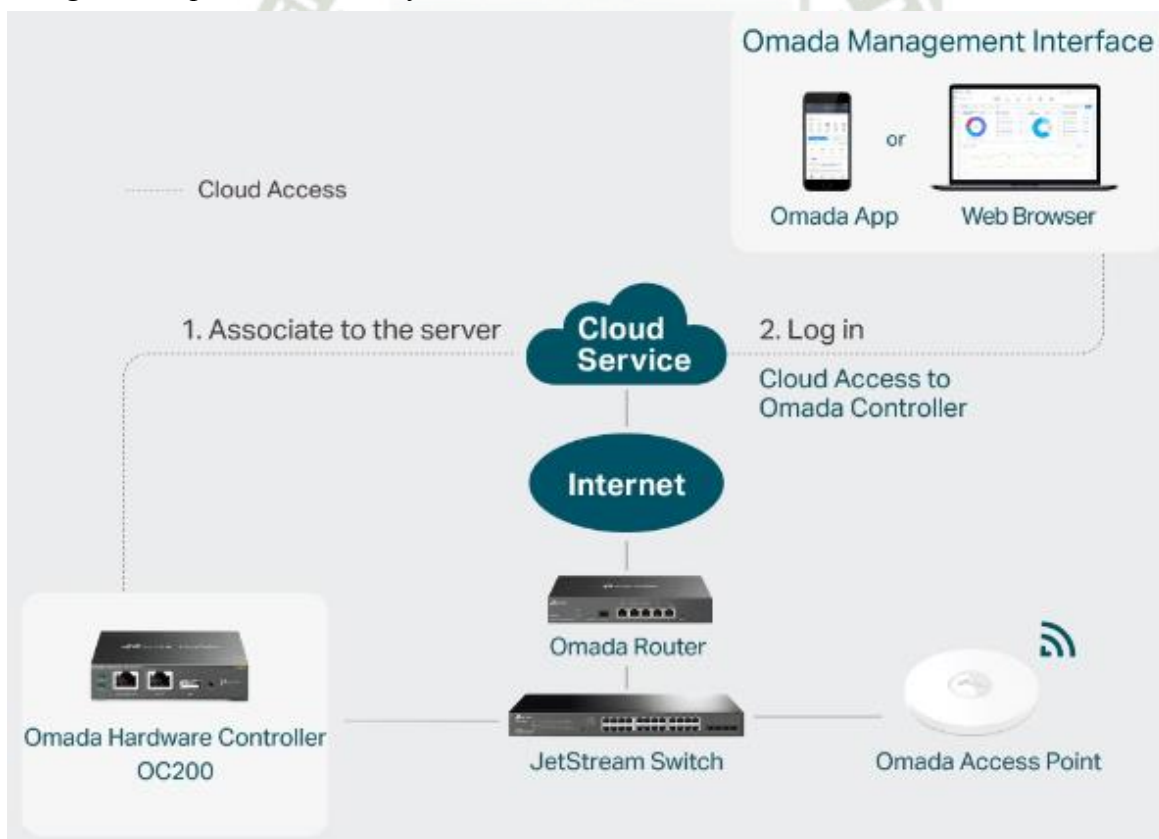 Omada Management Interface
or
Omada App
Web Browser
Cloud Access
1. Associate to the server
Cloud
Service
2. Log in
Cloud Access to
Omada Controller
Internet
Omada Router
Omada Hardware Controller
OC200
JetStream Switch
Omada Access Point